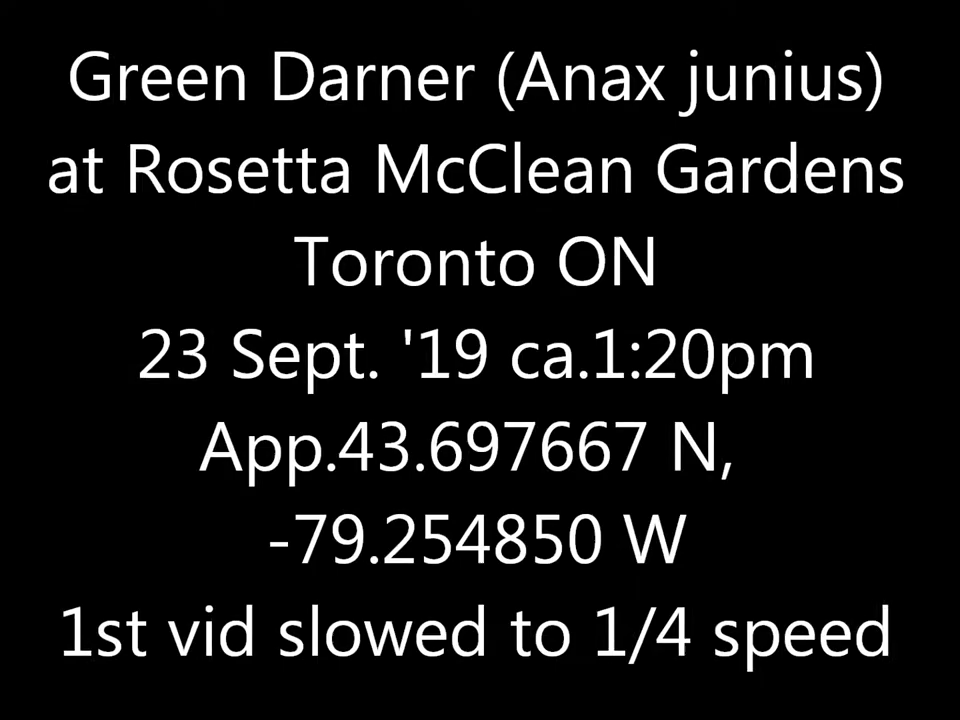 Green Darner (Anax junius)
at Rosetta McClean Gardens
Toronto ON
23 Sept. '19 ca.1:20pm
App.43.697667 N,
-79.254850 W
1st vid slowed to 1/4 speed